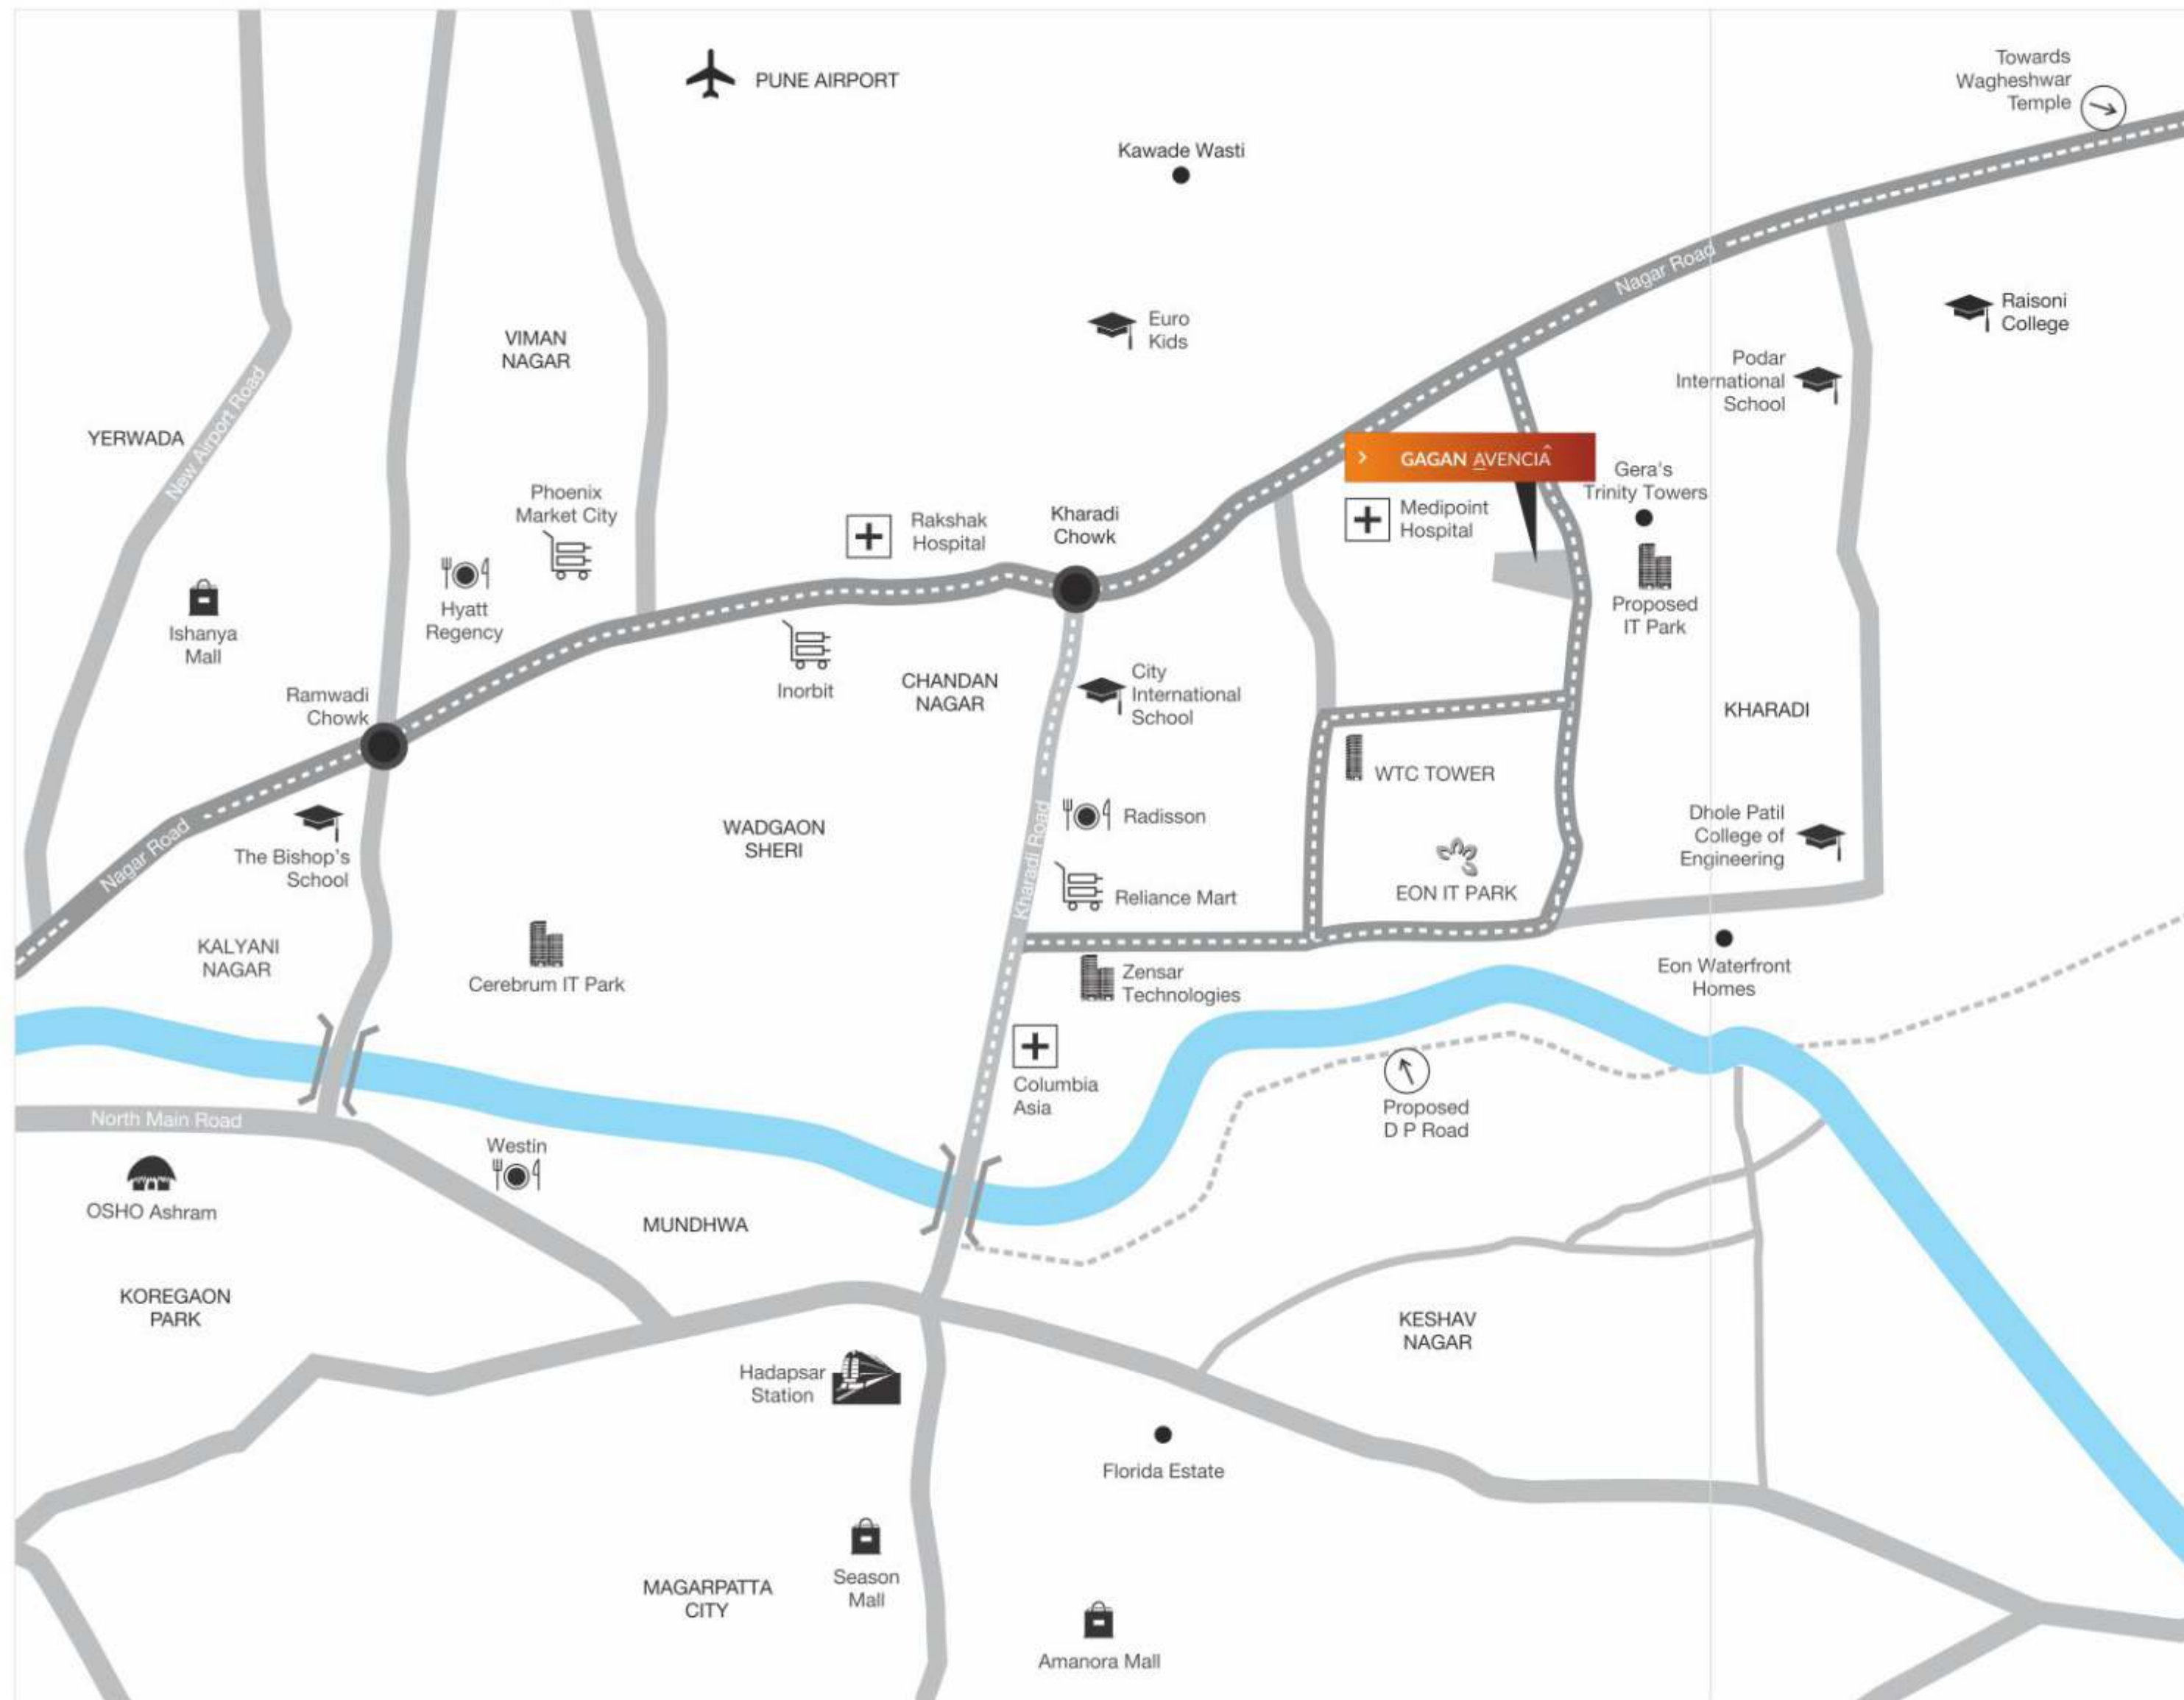 PUNE AIRPORT
Towards
Wagheshwar
Temple
Kawade Wasti
Nagar Road
Raisoni
College
Euro
Kids
VIMAN
NAGAR
Podar
International
School
New Airport Road
YERWADA
GAGAN AVENCIÂ
Gera's
Trinity Towers
Phoenix
Market City
Rakshak
Hospital
Kharadi
Chowk
Medipoint
Hospital
Hyatt
Regency
Proposed
IT Park
Ishanya
Mall
Inorbit
CHANDAN
NAGAR
City
International
School
Ramwadi
Chowk
KHARADI
WTC TOWER
Nagar Road
The Bishop's
School
WADGAON
SHERI
Kharadi Road
Radisson
Dhole Patil
College of
Engineering
Reliance Mart
EON IT PARK
KALYANI
NAGAR
Cerebrum IT Park
Zensar
Technologies
Eon Waterfront
Homes
Columbia
Asia
Proposed
D P Road
North Main Road
Westin
OSHO Ashram
MUNDHWA
KOREGAON
PARK
KESHAV
NAGAR
Hadapsar
Station
Florida Estate
Season
Mall
MAGARPATTA
CITY
Amanora Mall